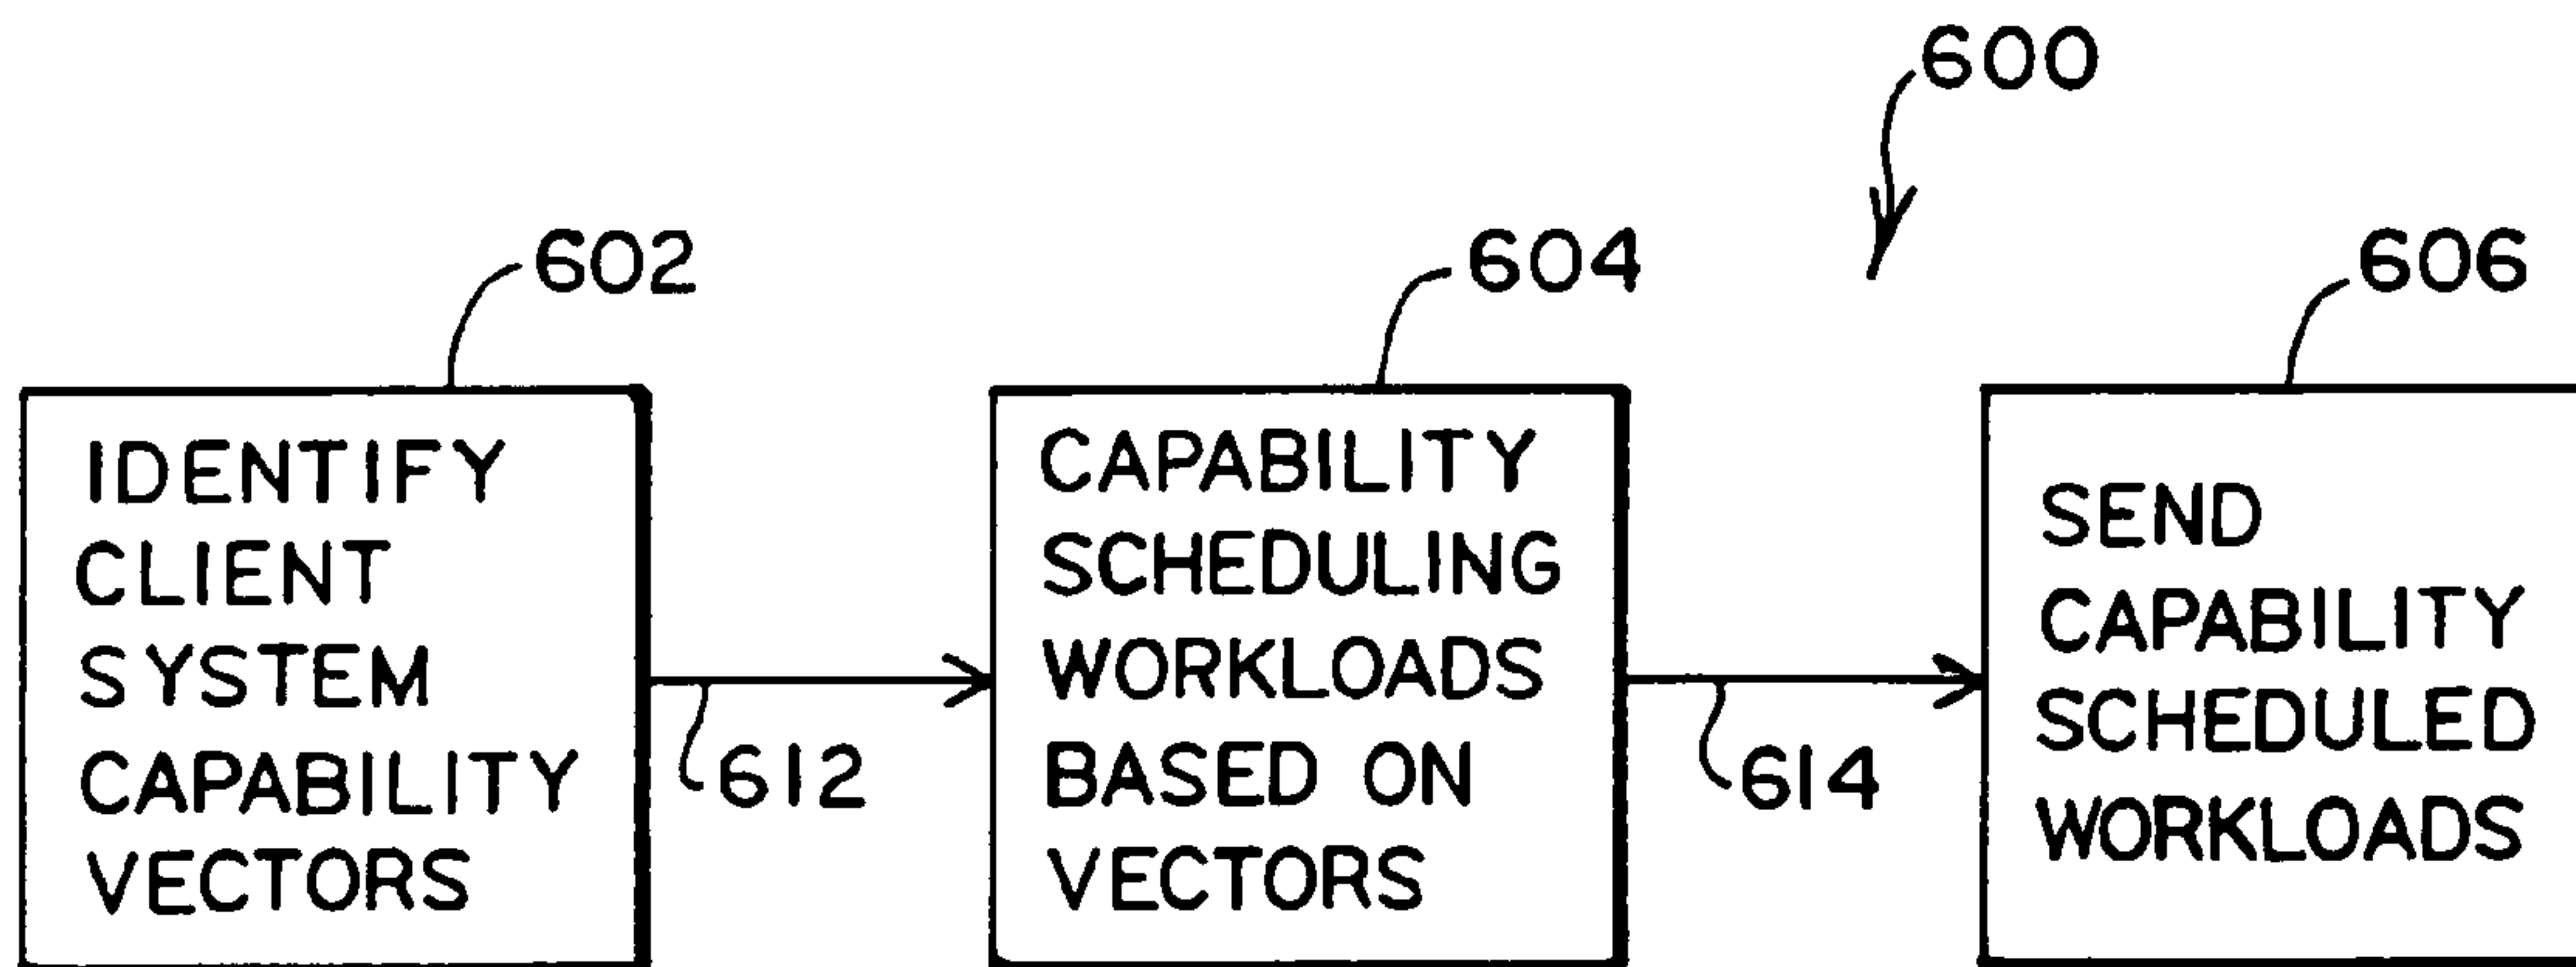 600
602
604
606
IDENTIFY
CLIENT
SYSTEM
CAPABILITY
VECTORS
612
CAPABILITY
SCHEDULING
WORKLOADS
BASED ON
VECTORS
614
SEND
CAPABILITY
SCHEDULED
WORKLOADS